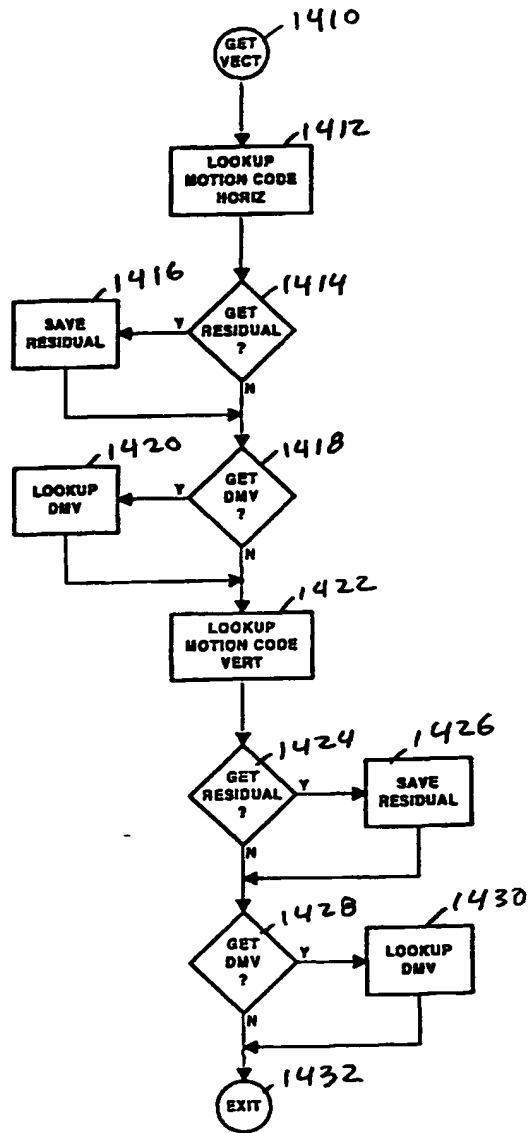 1410
GET
VECT
1412
LOOKUP
MOTION CODE
HORIZ
1416
1414
SAVE
RESIDUAL
Y
GET
RESIDUAL
?
N
1420
1418
LOOKUP
DMV
Y
GET
DMV
?
N
1422
LOOKUP
MOTION CODE
VERT
1424
1426
GET
RESIDUAL
?
Y
SAVE
RESIDUAL
N
1428
1430
GET
DMV
?
Y
LOOKUP
DMV
N
1432
EXIT